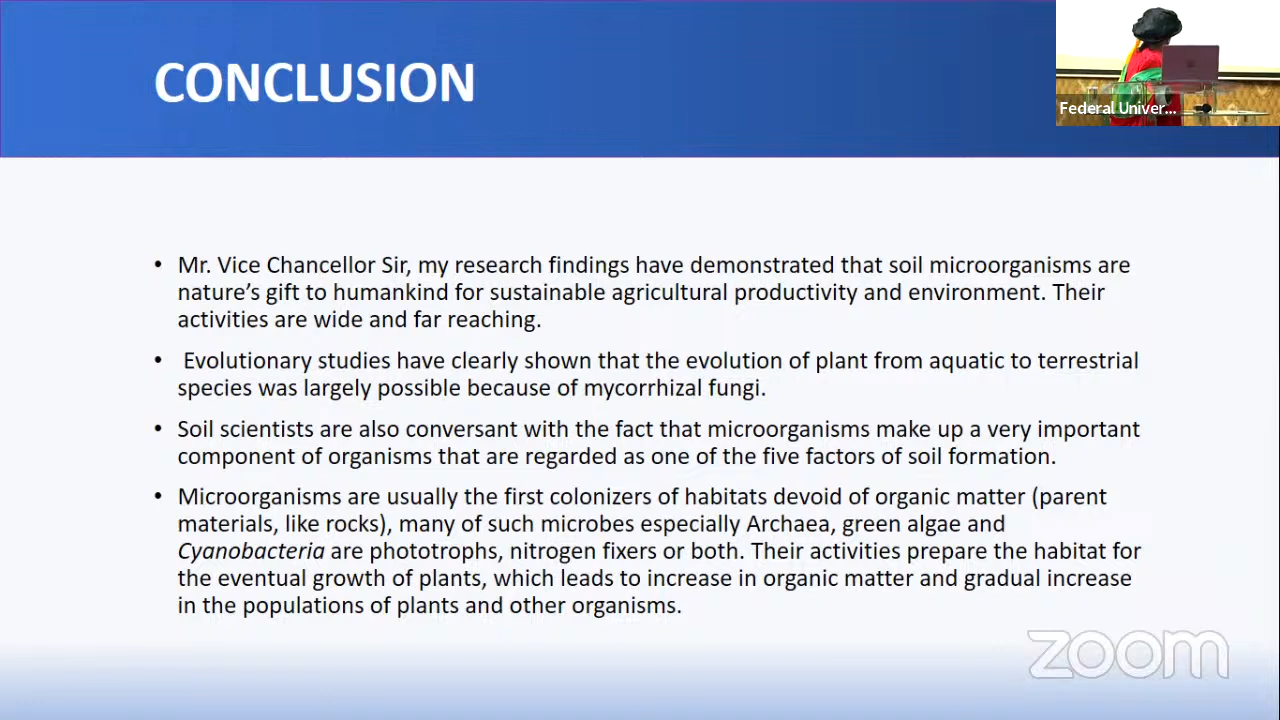 CONCLUSION
Federal Univer...
• Mr. Vice Chancellor Sir, my research findings have demonstrated that soil microorganisms are
nature's gift to humankind for sustainable agricultural productivity and environment. Their
activities are wide and far reaching.
• Evolutionary studies have clearly shown that the evolution of plant from aquatic to terrestrial
species was largely possible because of mycorrhizal fungi.
• Soil scientists are also conversant with the fact that microorganisms make up a very important
component of organisms that are regarded as one of the five factors of soil formation.
• Microorganisms are usually the first colonizers of habitats devoid of organic matter (parent
materials, like rocks), many of such microbes especially Archaea, green algae and
Cyanobacteria are phototrophs, nitrogen fixers or both. Their activities prepare the habitat for
the eventual growth of plants, which leads to increase in organic matter and gradual increase
in the populations of plants and other organisms.
zoom